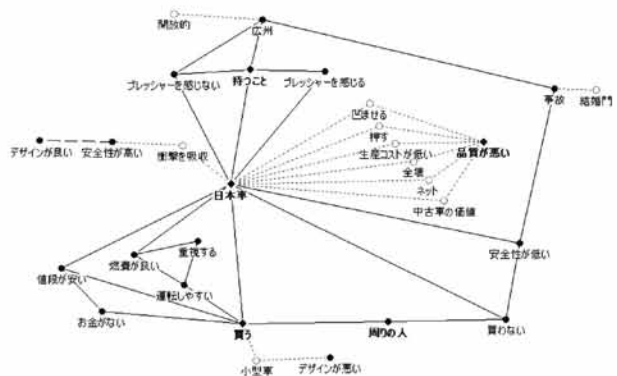 開放的
広州
プレッシャーを感じない
持つこと
プレッシャーを感じる
事故
結婚門
凹ませる
押す
生産コストが低い
品質が悪い
全壊
ネット
中古車の価値
デザインが良い
安全性が高い
衝撃を吸収
日本車
重視する
燃費が良い
値段が安い
運転しやすい
お金がない
買う
周りの人
買わない
安全性が低い
小型車
デザインが悪い